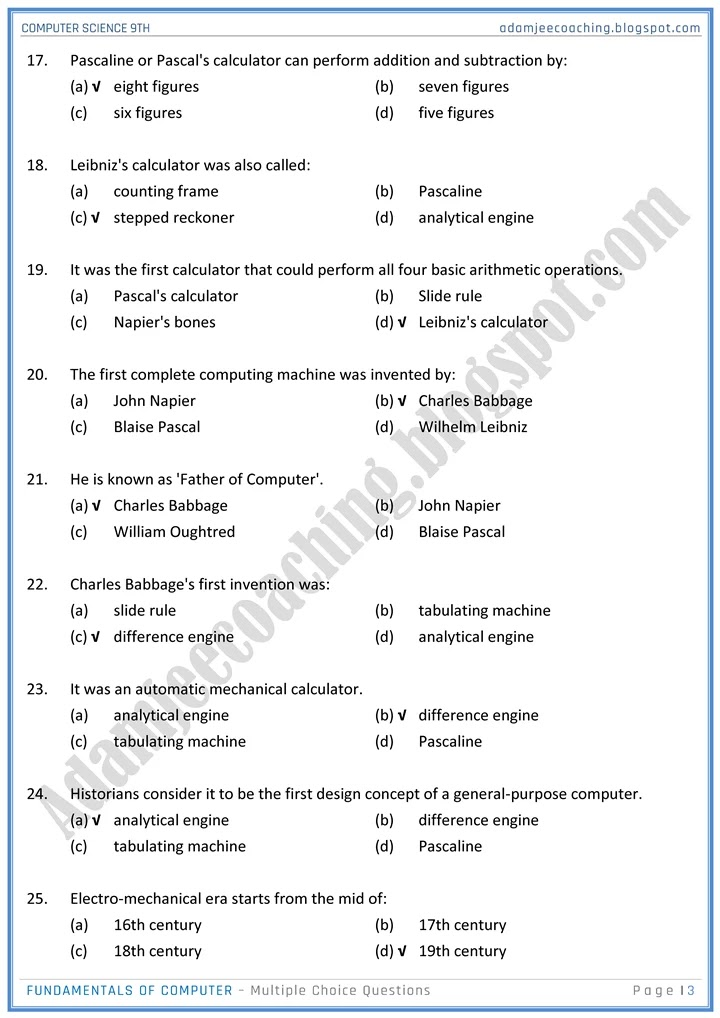 COMPUTER SCIENCE 9TH adamjeecoaching.blogspot.com
17. Pascaline or Pascal's calculator can perform addition and subtraction by:
(a) √ eight figures (b) seven figures
(c) six figures (d) five figures
18. Leibniz's calculator was also called:
(a) counting frame (b) Pascaline
(c) √ stepped reckoner (d) analytical engine
19. It was the first calculator that could perform all four basic arithmetic operations.
(a) Pascal's calculator (b) Slide rule
(c) Napier's bones (d) √ Leibniz's calculator
20. The first complete computing machine was invented by:
(a) John Napier (b) √ Charles Babbage
(c) Blaise Pascal (d) Wilhelm Leibniz
21. He is known as 'Father of Computer'.
(a) √ Charles Babbage (b) John Napier
(c) William Oughtred (d) Blaise Pascal
22. Charles Babbage's first invention was:
(a) slide rule (b) tabulating machine
(c) √ difference engine (d) analytical engine
23. It was an automatic mechanical calculator.
(a) analytical engine (b) √ difference engine
(c) tabulating machine (d) Pascaline
24. Historians consider it to be the first design concept of a general-purpose computer.
(a) √ analytical engine (b) difference engine
(c) tabulating machine (d) Pascaline
25. Electro-mechanical era starts from the mid of:
(a) 16th century (b) 17th century
(c) 18th century (d) √ 19th century
FUNDAMENTALS OF COMPUTER – Multiple Choice Questions Page | 3
Adamjeecoaching.blogspot.com